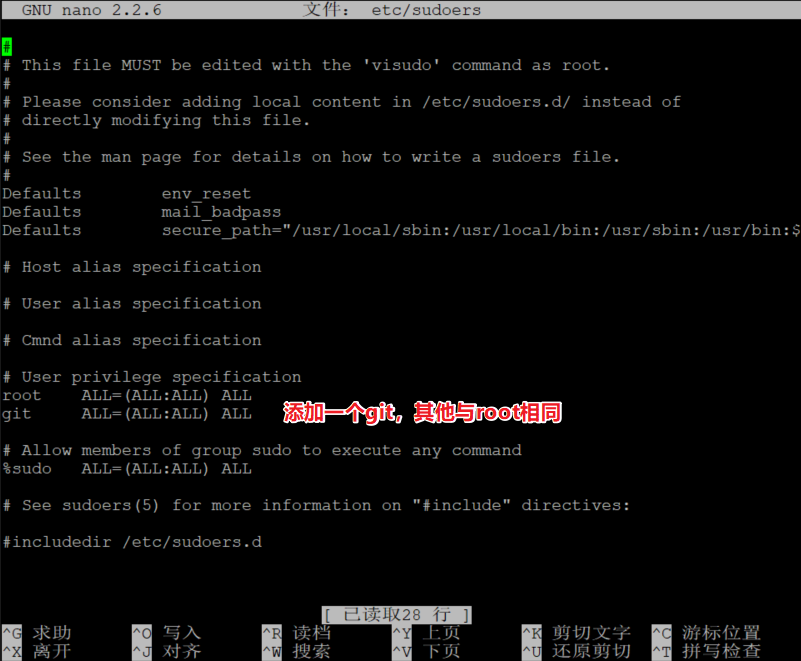 GNU nano 2.2.6 文件： etc/sudoers
#
# This file MUST be edited with the 'visudo' command as root.
#
# Please consider adding local content in /etc/sudoers.d/ instead of
# directly modifying this file.
#
# See the man page for details on how to write a sudoers file.
#
Defaults env_reset
Defaults mail_badpass
Defaults secure_path="/usr/local/sbin:/usr/local/bin:/usr/sbin:/usr/bin:$
# Host alias specification
# User alias specification
# Cmnd alias specification
# User privilege specification
root ALL=(ALL:ALL) ALL
git ALL=(ALL:ALL) ALL 添加一个git，其他与root相同
# Allow members of group sudo to execute any command
%sudo ALL=(ALL:ALL) ALL
# See sudoers(5) for more information on "#include" directives:
#includedir /etc/sudoers.d
[ 已读取28 行 ]
^G 求助 ^O 写入 ^R 读档 ^Y 上页 ^K 剪切文字 ^C 游标位置
^X 离开 ^J 对齐 ^W 搜索 ^V 下页 ^U 还原剪切 ^T 拼写检查